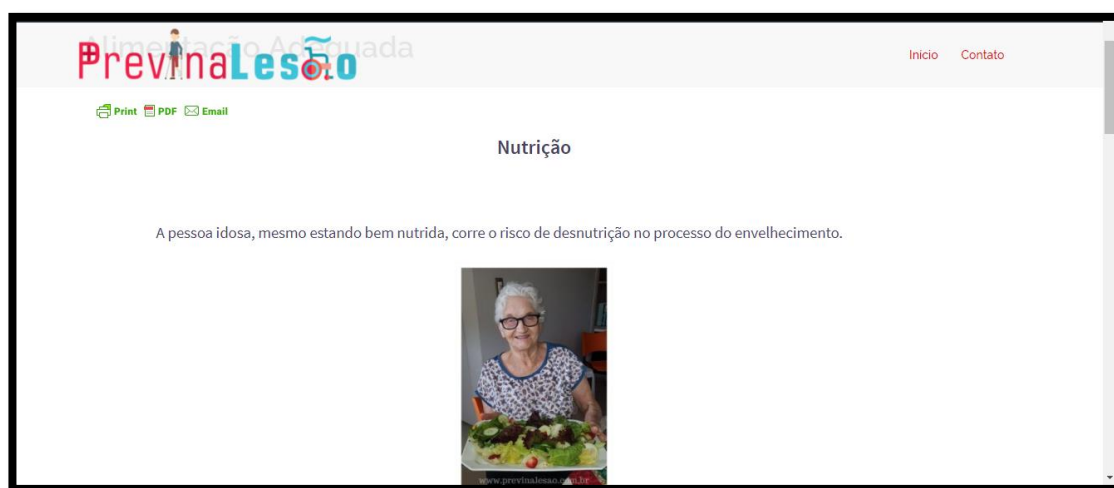 Alimentação Adequada
PrevinaLesão
Início Contato
Print PDF Email
Nutrição
A pessoa idosa, mesmo estando bem nutrida, corre o risco de desnutrição no processo do envelhecimento.
www.previnalesao.com.br